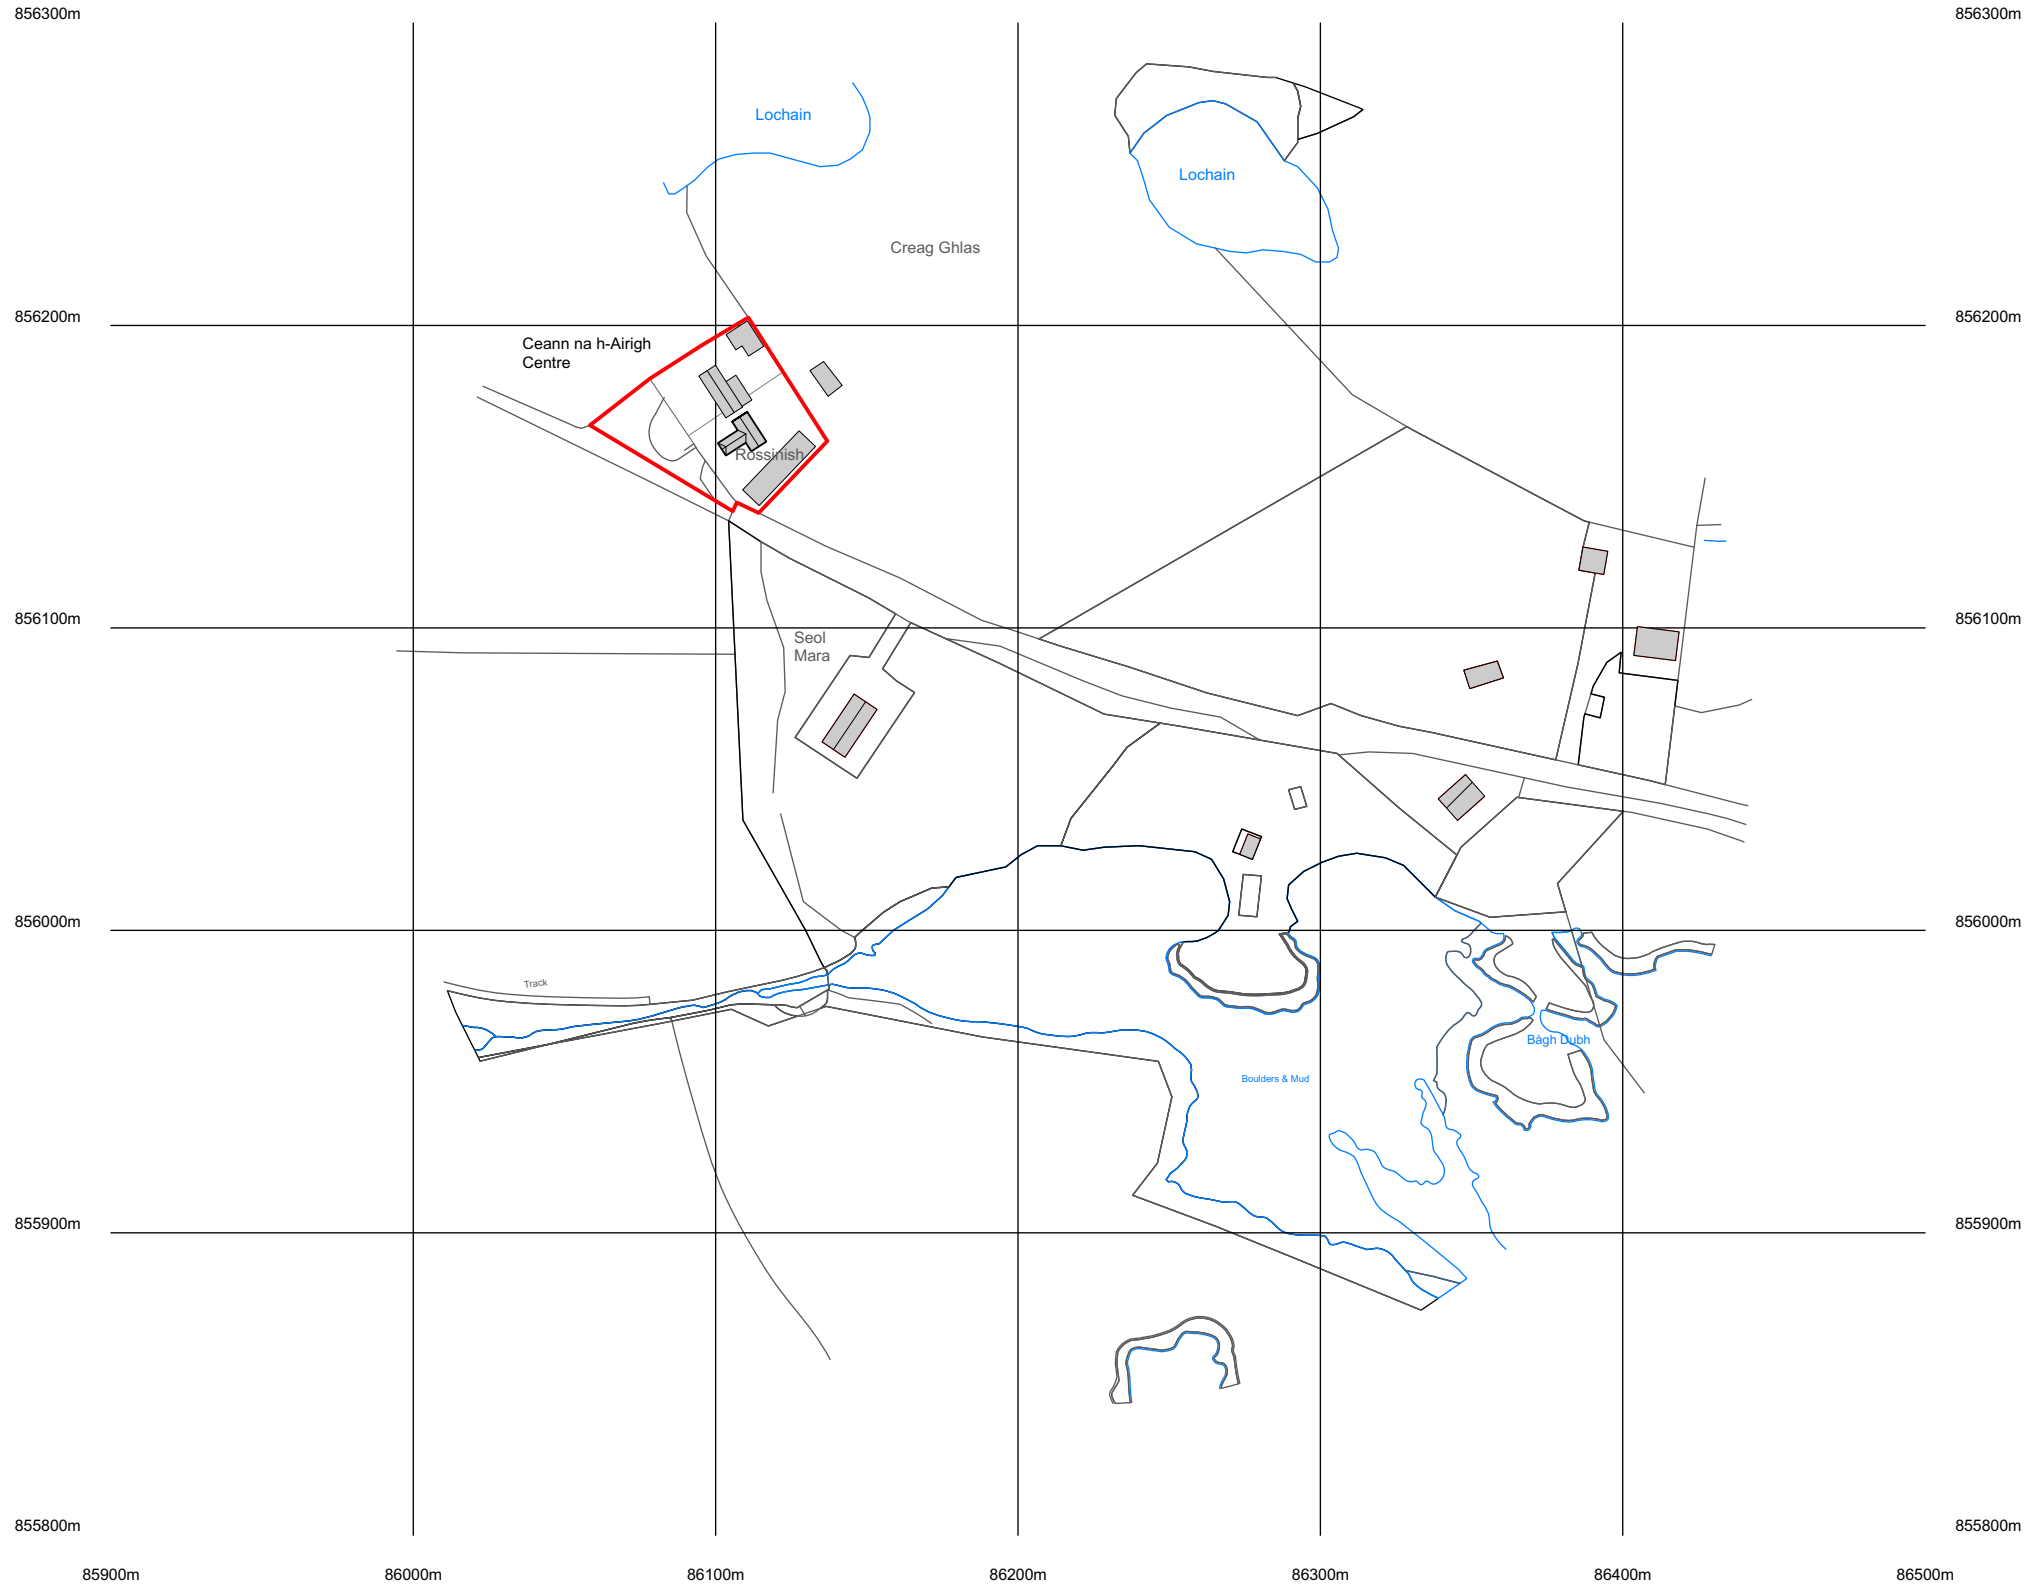 856300m
856300m
Lochain
Lochain
Creag Ghlas
856200m
856200m
Ceann na h-Airigh
Centre
Rossinish
856100m
856100m
Seol
Mara
856000m
856000m
Track
Bàgh Dubh
Boulders & Mud
855900m
855900m
855800m
855800m
85900m
86000m
86100m
86200m
86300m
86400m
86500m